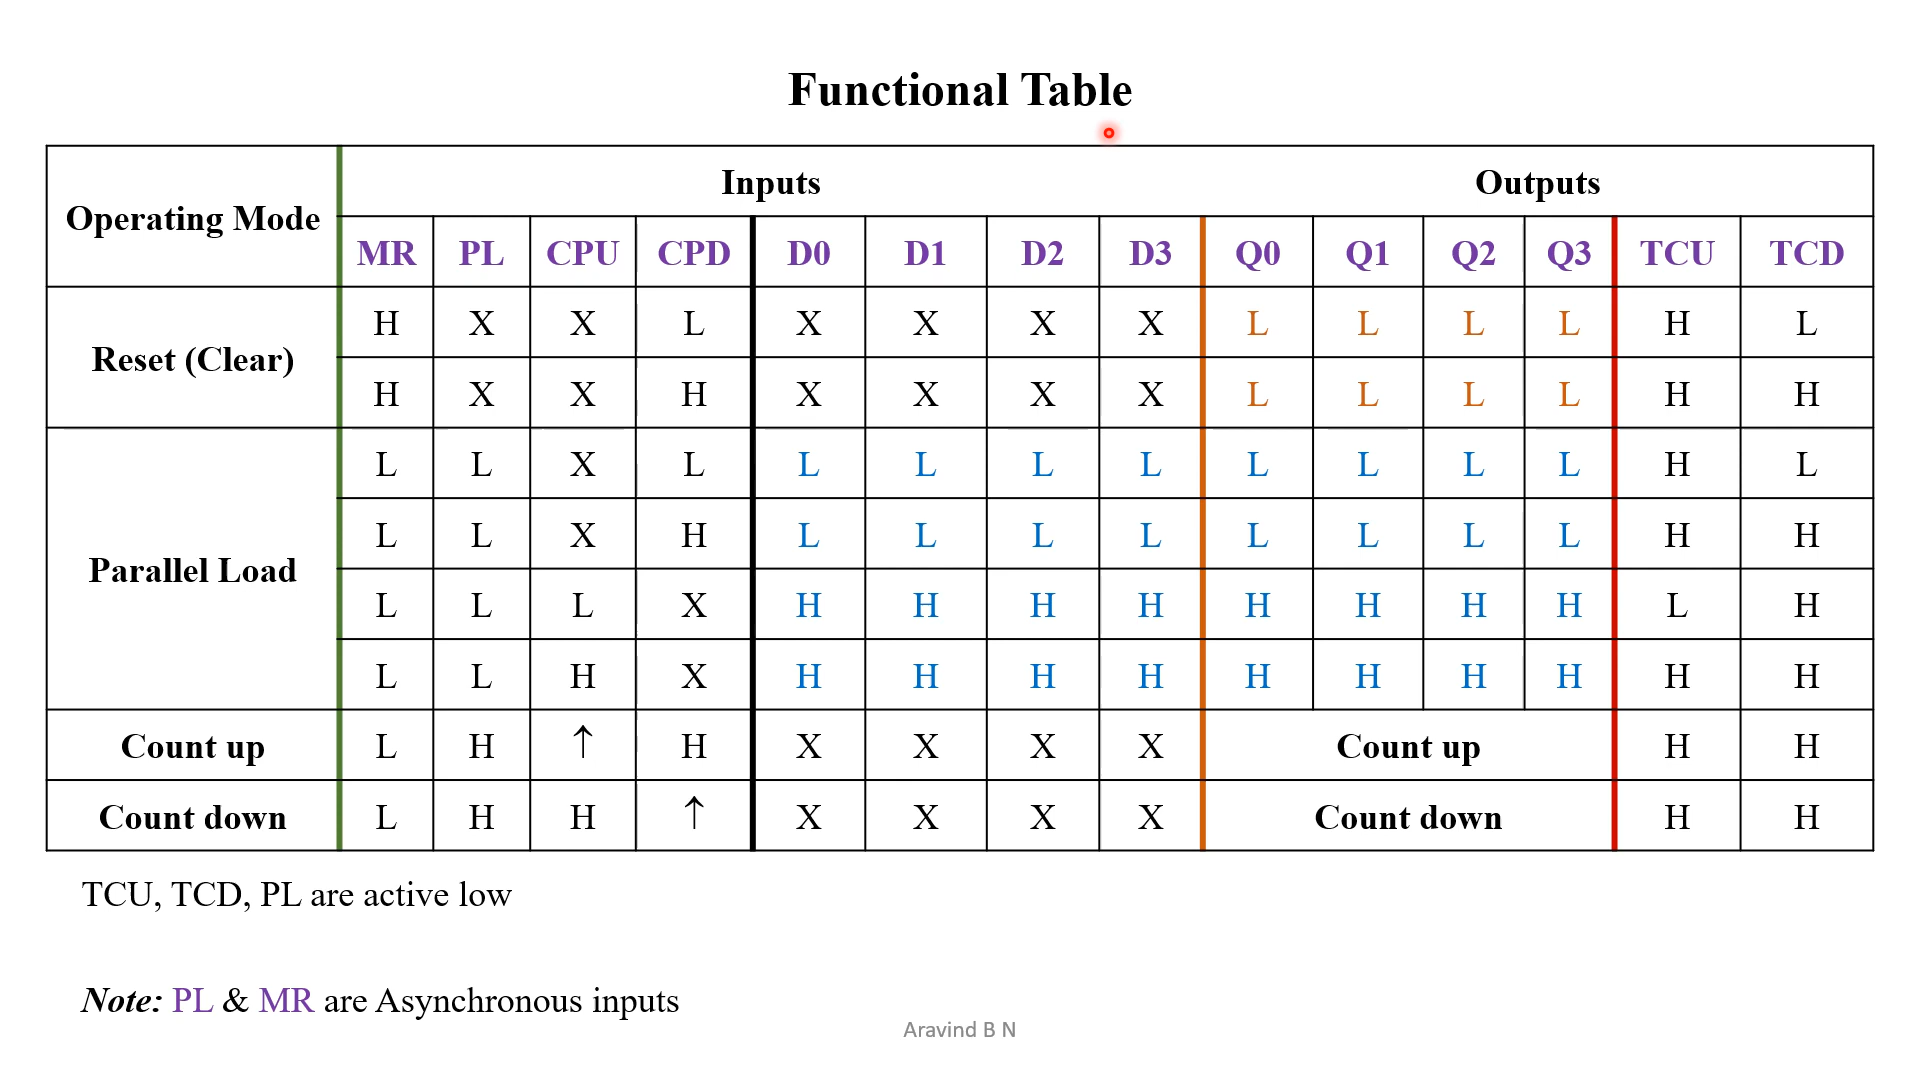 Functional Table
Operating Mode Inputs Outputs
MR PL CPU CPD D0 D1 D2 D3 Q0 Q1 Q2 Q3 TCU TCD
Reset (Clear) H X X L X X X X L L L L H L
H X X H X X X X L L L L H H
Parallel Load L L X L L L L L L L L L H L
L L X H L L L L L L L L H H
L L L X H H H H H H H H L H
L L H X H H H H H H H H H H
Count up L H ↑ H X X X X Count up H H
Count down L H H ↑ X X X X Count down H H
TCU, TCD, PL are active low
Note: PL & MR are Asynchronous inputs
Aravind B N